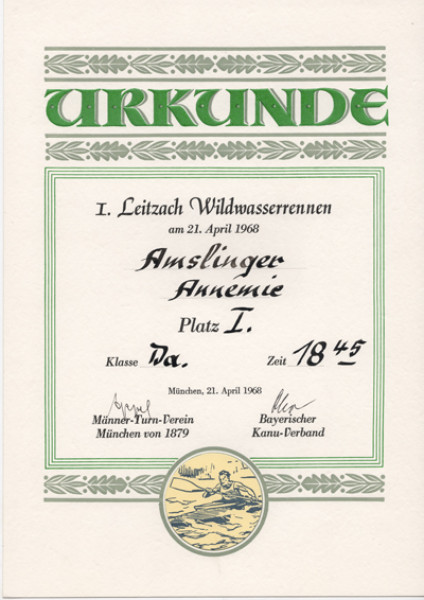 URKUNDE
I. Leitzach Wildwasserrennen
am 21. April 1968
Amslinger
Annemie
Platz I.
Klasse Da. Zeit 18 45
München, 21. April 1968
Männer-Turn-Verein
München von 1879
Bayerischer
Kanu-Verband